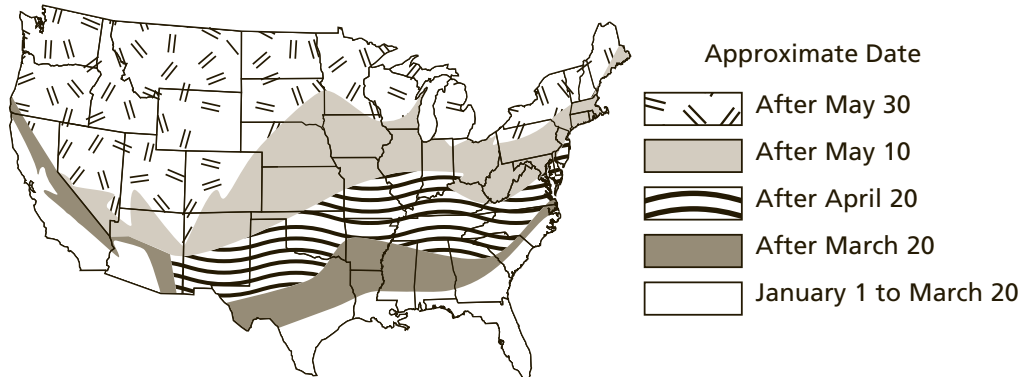 Approximate Date
After May 30
After May 10
After April 20
After March 20
January 1 to March 20